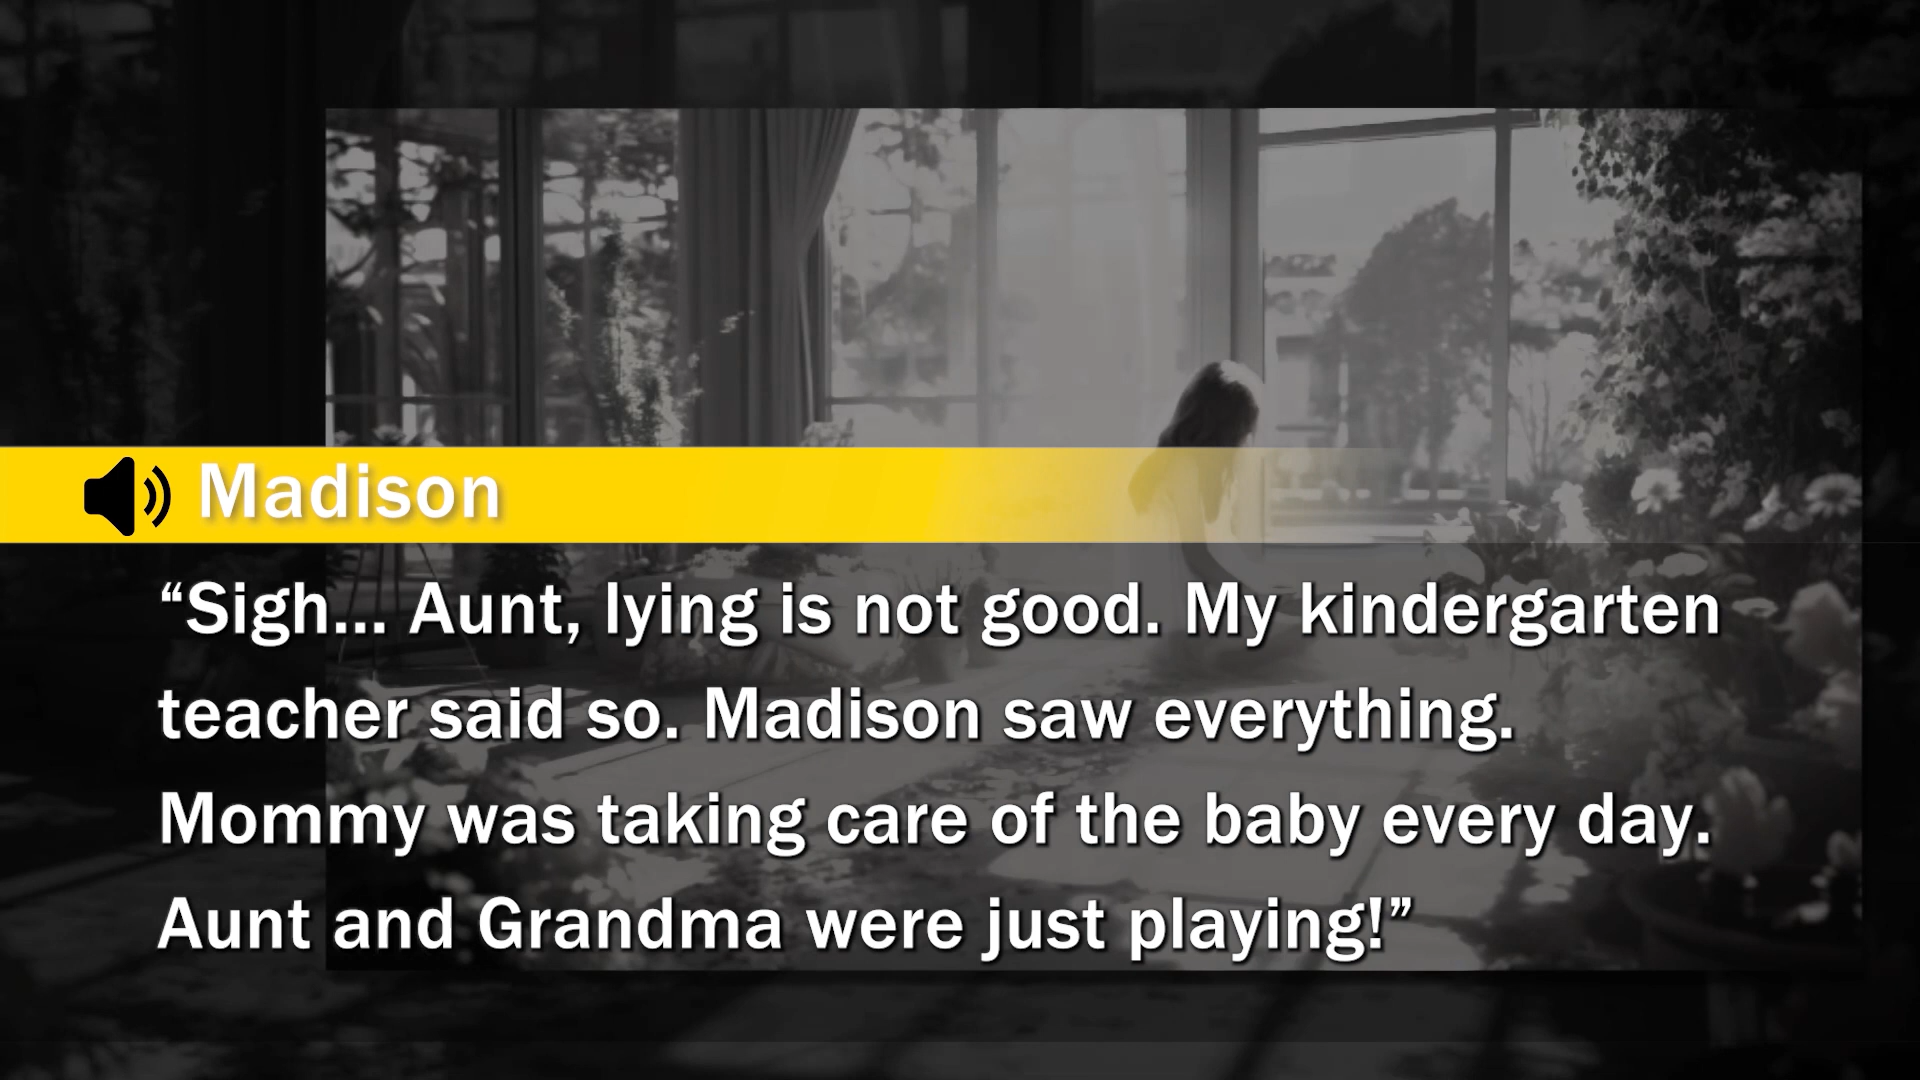 Madison
“Sigh... Aunt, lying is not good. My kindergarten
teacher said so. Madison saw everything.
Mommy was taking care of the baby every day.
Aunt and Grandma were just playing!”